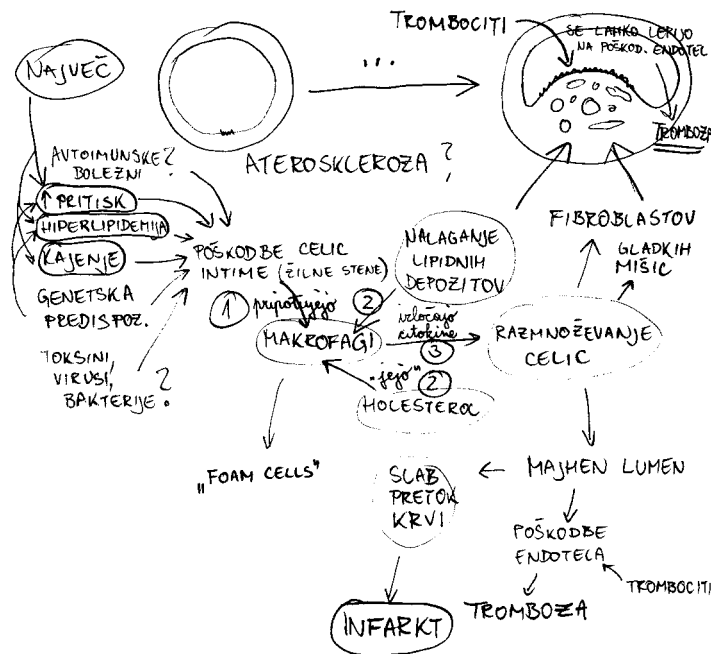 TROMBOCITI
SE LAHKO LEPIJO
NA POŠKOD. ENDOTEL
TROMBOZA
NAJVEČ
...
ATEROSKLEROZA?
AVTOIMUNSKE?
BOLEZNI
↑ PRITISK
HIPERLIPIDEMIJA
KAJENJE
GENETSKA
PREDISPOZ.
TOKSINI,
VIRUSI,
BAKTERIJE?
POŠKODBE CELIC
INTIME (ŽILNE STENE)
1 pripotujejo 2
MAKROFAGI
NALAGANJE
LIPIDNIH
DEPOZITOV
izločajo
citokine
3
"jejo" 2
HOLESTEROL
FIBROBLASTOV
GLADKIH
MIŠIC
RAZMNOŽEVANJE
CELIC
"FOAM CELLS"
SLAB
PRETOK
KRVI
MAJHEN LUMEN
POŠKODBE
ENDOTELA
TROMBOCITI
TROMBOZA
INFARKT